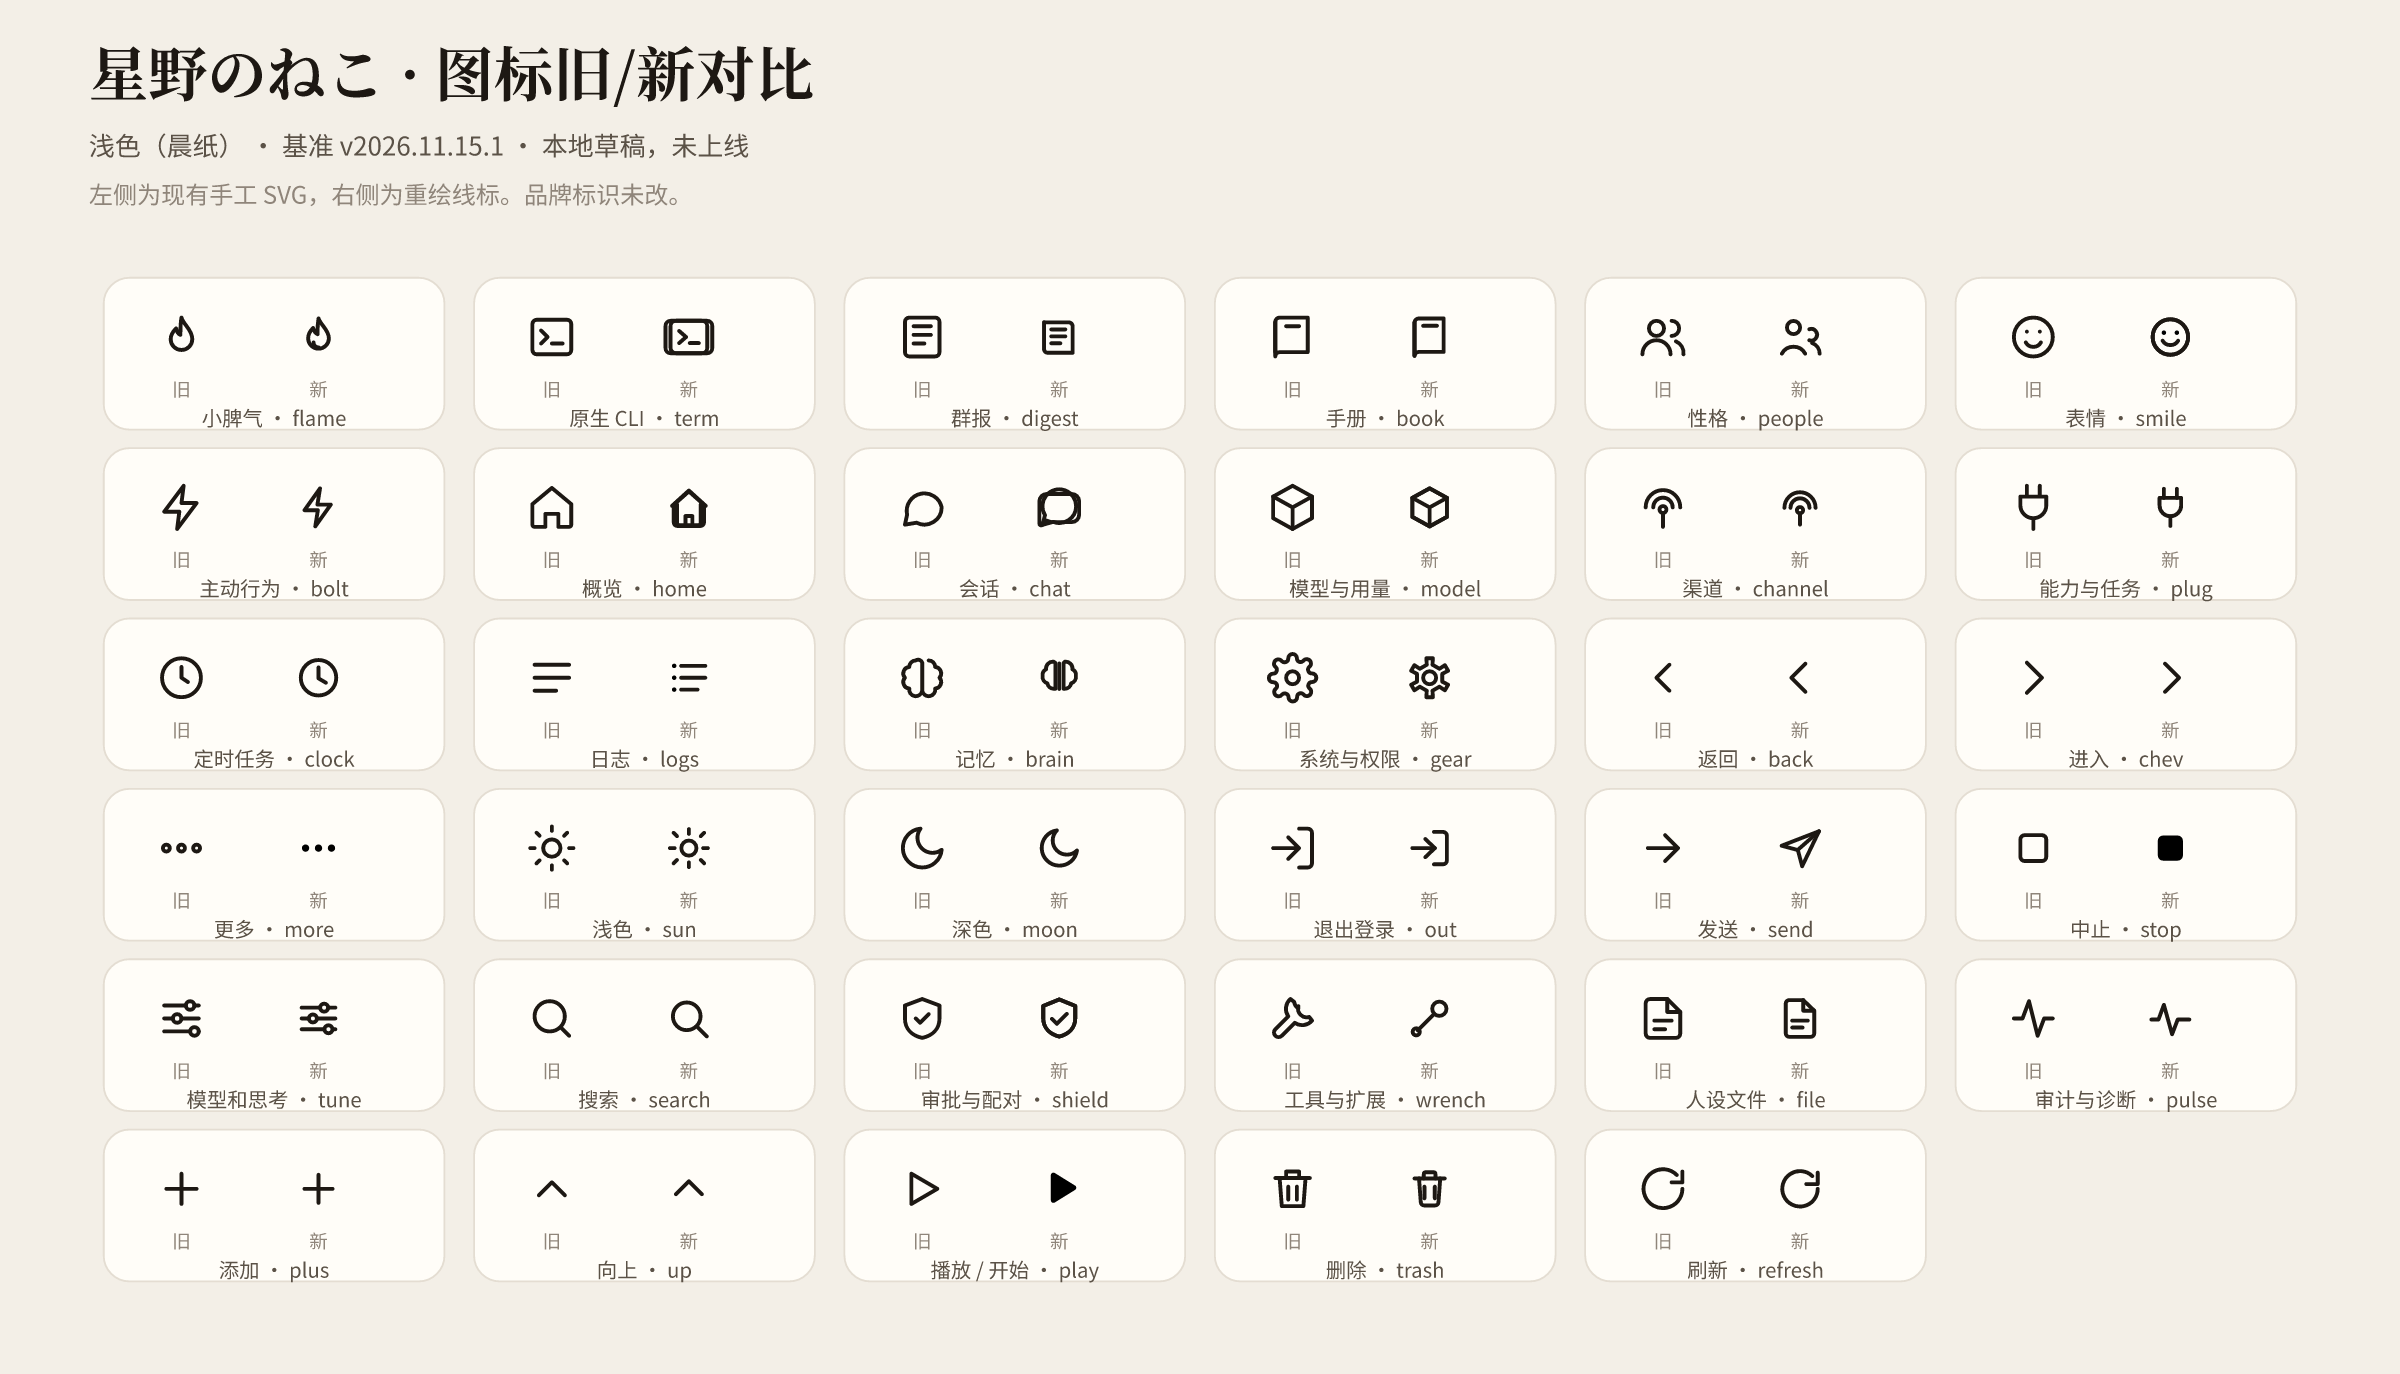 星野のねこ · 图标旧/新对比
浅色（晨纸） · 基准 v2026.11.15.1 · 本地草稿，未上线
左侧为现有手工 SVG，右侧为重绘线标。品牌标识未改。
旧 新 旧 新 旧 新 旧 新 旧 新 旧 新
小脾气 · flame 原生 CLI · term 群报 · digest 手册 · book 性格 · people 表情 · smile
旧 新 旧 新 旧 新 旧 新 旧 新 旧 新
主动行为 · bolt 概览 · home 会话 · chat 模型与用量 · model 渠道 · channel 能力与任务 · plug
旧 新 旧 新 旧 新 旧 新 旧 新 旧 新
定时任务 · clock 日志 · logs 记忆 · brain 系统与权限 · gear 返回 · back 进入 · chev
旧 新 旧 新 旧 新 旧 新 旧 新 旧 新
更多 · more 浅色 · sun 深色 · moon 退出登录 · out 发送 · send 中止 · stop
旧 新 旧 新 旧 新 旧 新 旧 新 旧 新
模型和思考 · tune 搜索 · search 审批与配对 · shield 工具与扩展 · wrench 人设文件 · file 审计与诊断 · pulse
旧 新 旧 新 旧 新 旧 新 旧 新
添加 · plus 向上 · up 播放 / 开始 · play 删除 · trash 刷新 · refresh